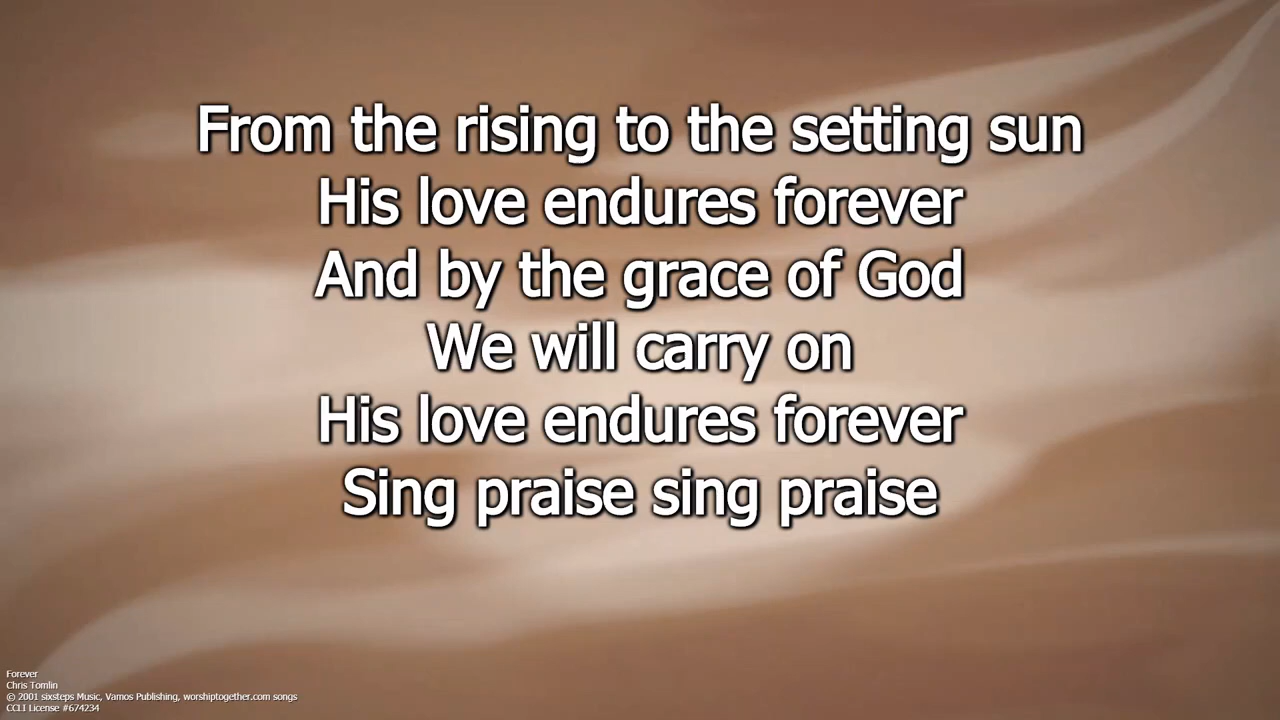 From the rising to the setting sun
His love endures forever
And by the grace of God
We will carry on
His love endures forever
Sing praise sing praise
Forever
Chris Tomlin
© 2001 sixsteps Music, Vamos Publishing, worshiptogether.com songs
CCLI License #674234